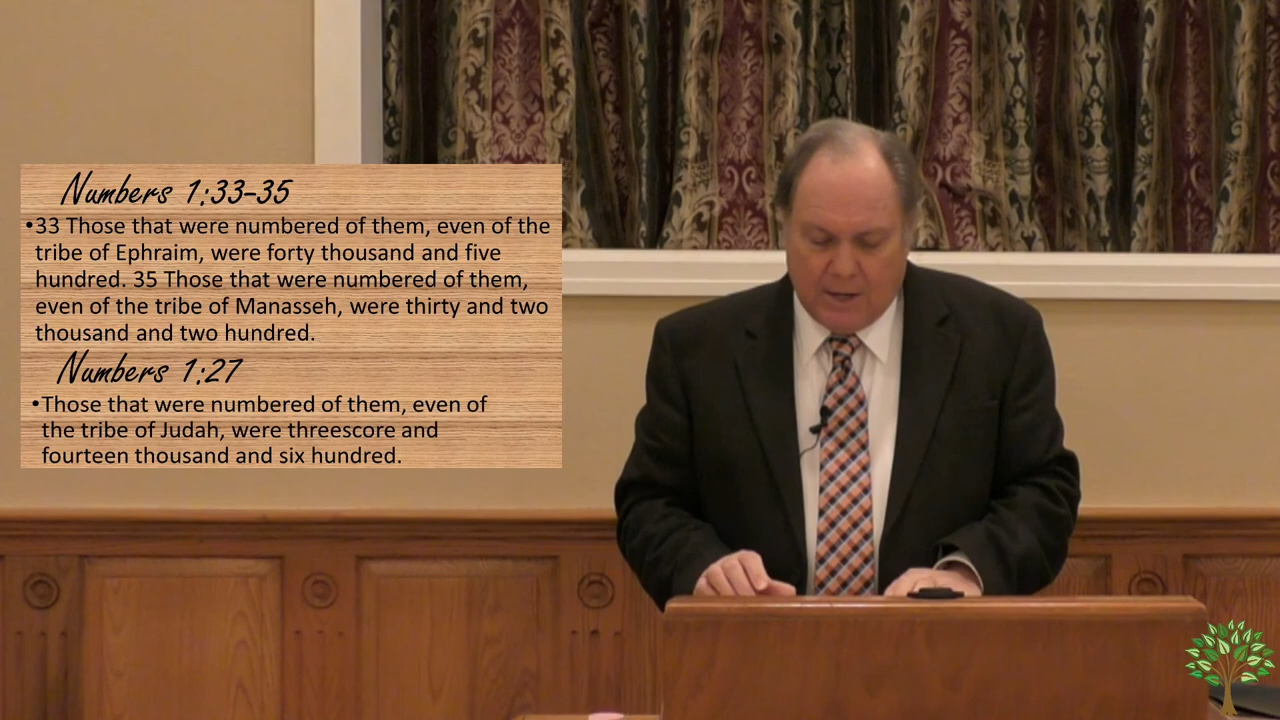 Numbers 1:33-35
•33 Those that were numbered of them, even of the
tribe of Ephraim, were forty thousand and five
hundred. 35 Those that were numbered of them,
even of the tribe of Manasseh, were thirty and two
thousand and two hundred.
Numbers 1:27
•Those that were numbered of them, even of
the tribe of Judah, were threescore and
fourteen thousand and six hundred.